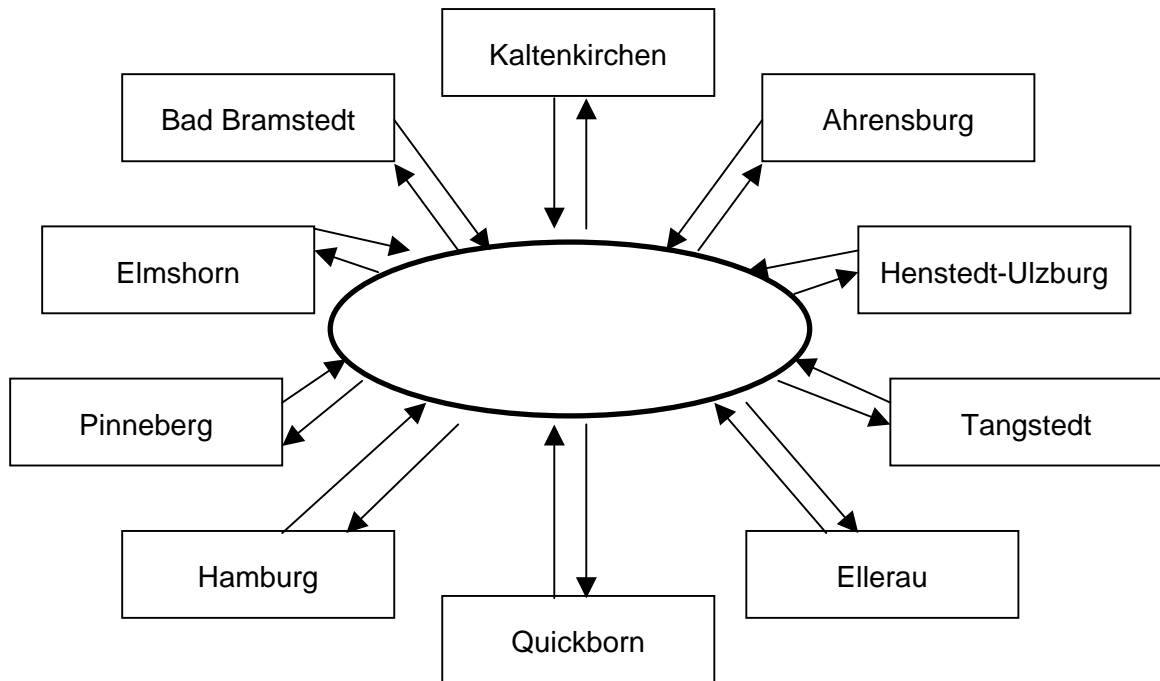 Kaltenkirchen
Bad Bramstedt
Ahrensburg
Elmshorn
Henstedt-Ulzburg
Pinneberg
Tangstedt
Hamburg
Ellerau
Quickborn